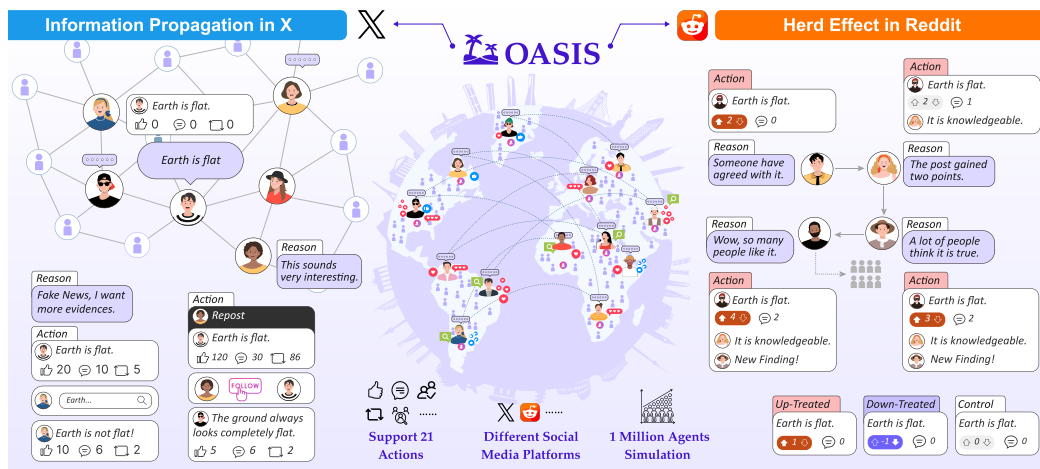 Information Propagation in X
OASIS
Herd Effect in Reddit
Earth is flat.
0 0 0
Earth is flat
Reason
This sounds
very interesting.
Reason
Fake News, I want
more evidences.
Action
Earth is flat.
20 10 5
Earth...
Earth is not flat!
10 6 2
Action
Repost
Earth is flat.
120 30 86
FOLLOW
The ground always
looks completely flat.
5 6 2
Support 21
Actions
Different Social
Media Platforms
1 Million Agents
Simulation
Action
Earth is flat.
2 0
Reason
Someone have
agreed with it.
Action
Earth is flat.
2 1
It is knowledgeable.
Reason
The post gained
two points.
Reason
Wow, so many
people like it.
Action
Earth is flat.
4 2
It is knowledgeable.
New Finding!
Reason
A lot of people
think it is true.
Action
Earth is flat.
3 2
It is knowledgeable.
New Finding!
Up-Treated
Earth is flat.
1 0
Down-Treated
Earth is flat.
-1 0
Control
Earth is flat.
0 0